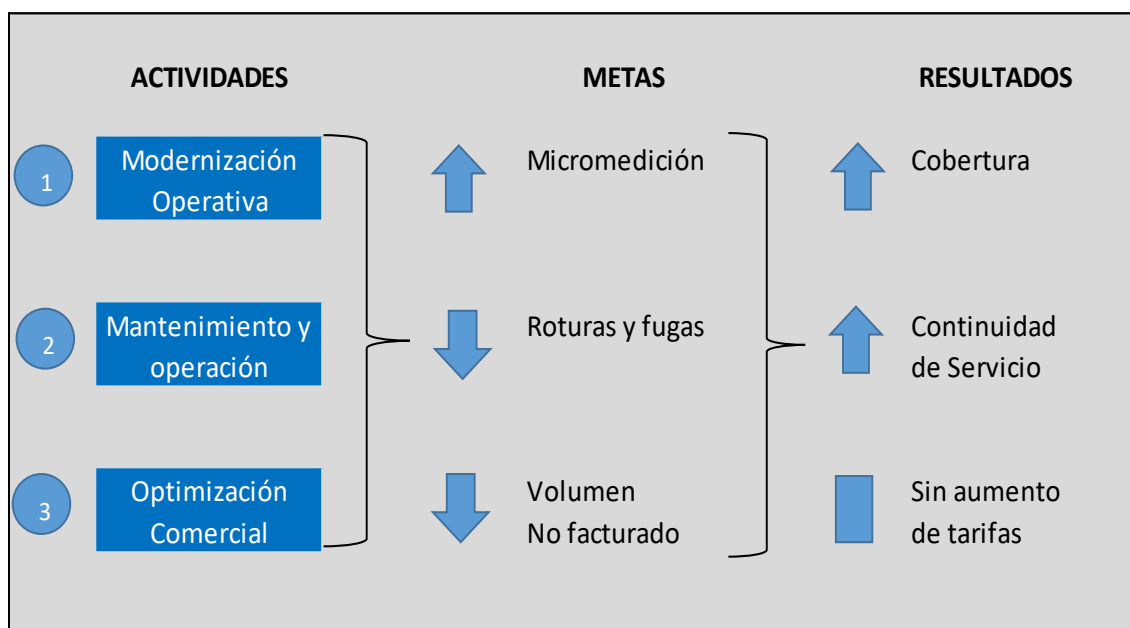 ACTIVIDADES
METAS
RESULTADOS
1
Modernización
Operativa
Micromedición
Cobertura
2
Mantenimiento y
operación
Roturas y fugas
Continuidad
de Servicio
3
Optimización
Comercial
Volumen
No facturado
Sin aumento
de tarifas